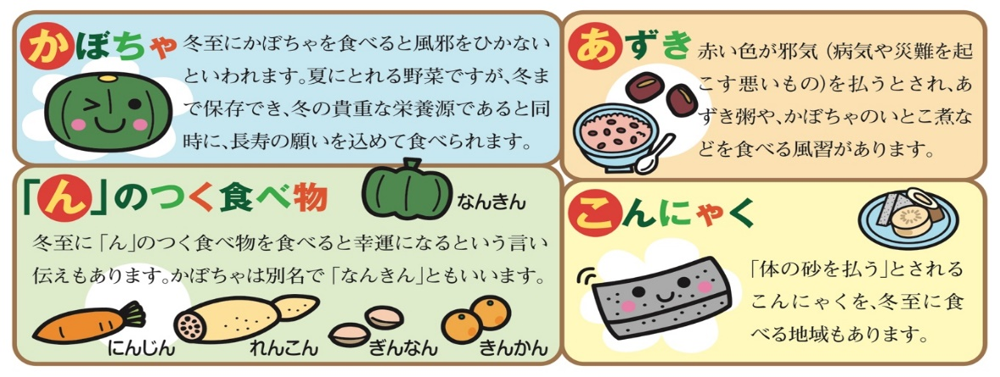 かぼちゃ
冬至にかぼちゃを食べると風邪をひかない
といわれます。夏にとれる野菜ですが、冬ま
で保存でき、冬の貴重な栄養源であると同
時に、長寿の願いを込めて食べられます。
あずき
赤い色が邪気（病気や災難を起
こす悪いもの）を払うとされ、あ
ずき粥や、かぼちゃのいとこ煮な
どを食べる風習があります。
「ん」のつく食べ物
なんきん
冬至に「ん」のつく食べ物を食べると幸運になるという言い
伝えもあります。かぼちゃは別名で「なんきん」ともいいます。
にんじん
れんこん
ぎんなん
きんかん
こんにゃく
「体の砂を払う」とされる
こんにゃくを、冬至に食
べる地域もあります。